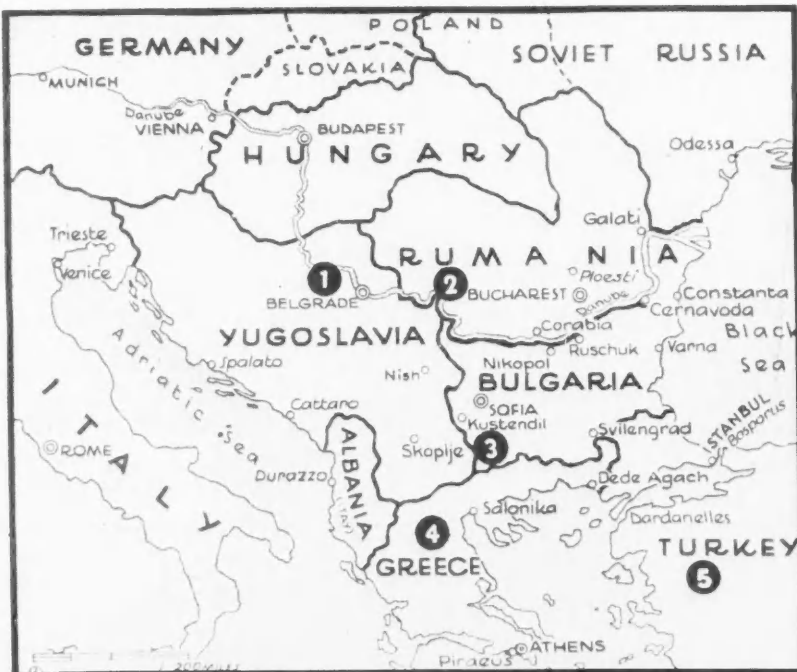 POLAND
GERMANY
SOVIET RUSSIA
SLOVAKIA
MUNICH
Danube
VIENNA
BUDAPEST
HUNGARY
Odessa
Galati
Trieste
Venice
RUMANIA
1
2
Ploesti
BELGRADE
BUCHAREST
Danube
Constanta
Cernavoda
Corabia
YUGOSLAVIA
Black
Sea
Ruschuk
Varna
Nikopol
Spalato
Nish
BULGARIA
Adriatic Sea
SOFIA
Kustendil
Cattaro
ISTANBUL
Bosporus
Svilengrad
ITALY
ROME
Skoplje
3
ALBANIA
Durazzo
Dede Agach
Salonika
Dardanelles
4
TURKEY
GREECE
5
ATHENS
Piraeus
200 MILES